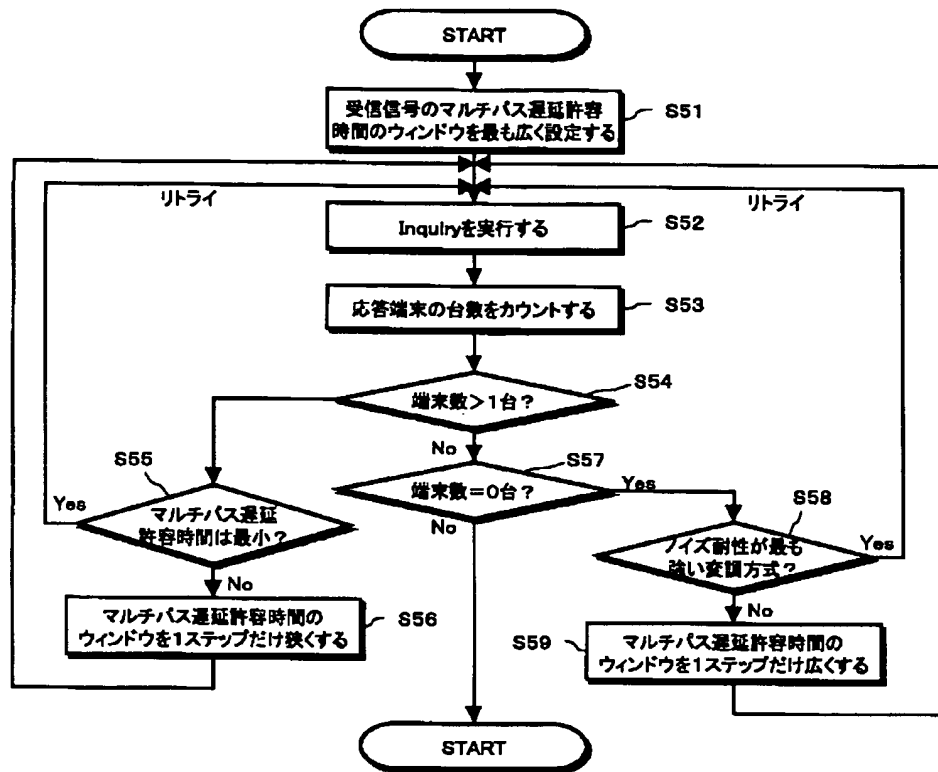 START
受信信号のマルチパス遅延許容
時間のウィンドウを最も広く設定する
S51
リトライ
リトライ
Inquiryを実行する
S52
応答端末の台数をカウントする
S53
端末数>1台?
S54
No
S55
Yes
マルチパス遅延
許容時間は最小?
No
端末数=0台?
S57
Yes
No
S58
ノイズ耐性が最も
強い変調方式?
Yes
No
マルチパス遅延許容時間の
ウィンドウを1ステップだけ狭くする
S56
S59
マルチパス遅延許容時間の
ウィンドウを1ステップだけ広くする
START